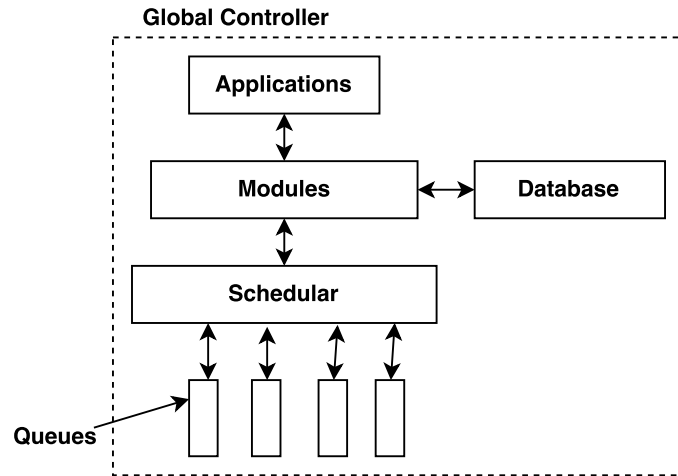 Global Controller
Applications
Modules
Database
Schedular
Queues